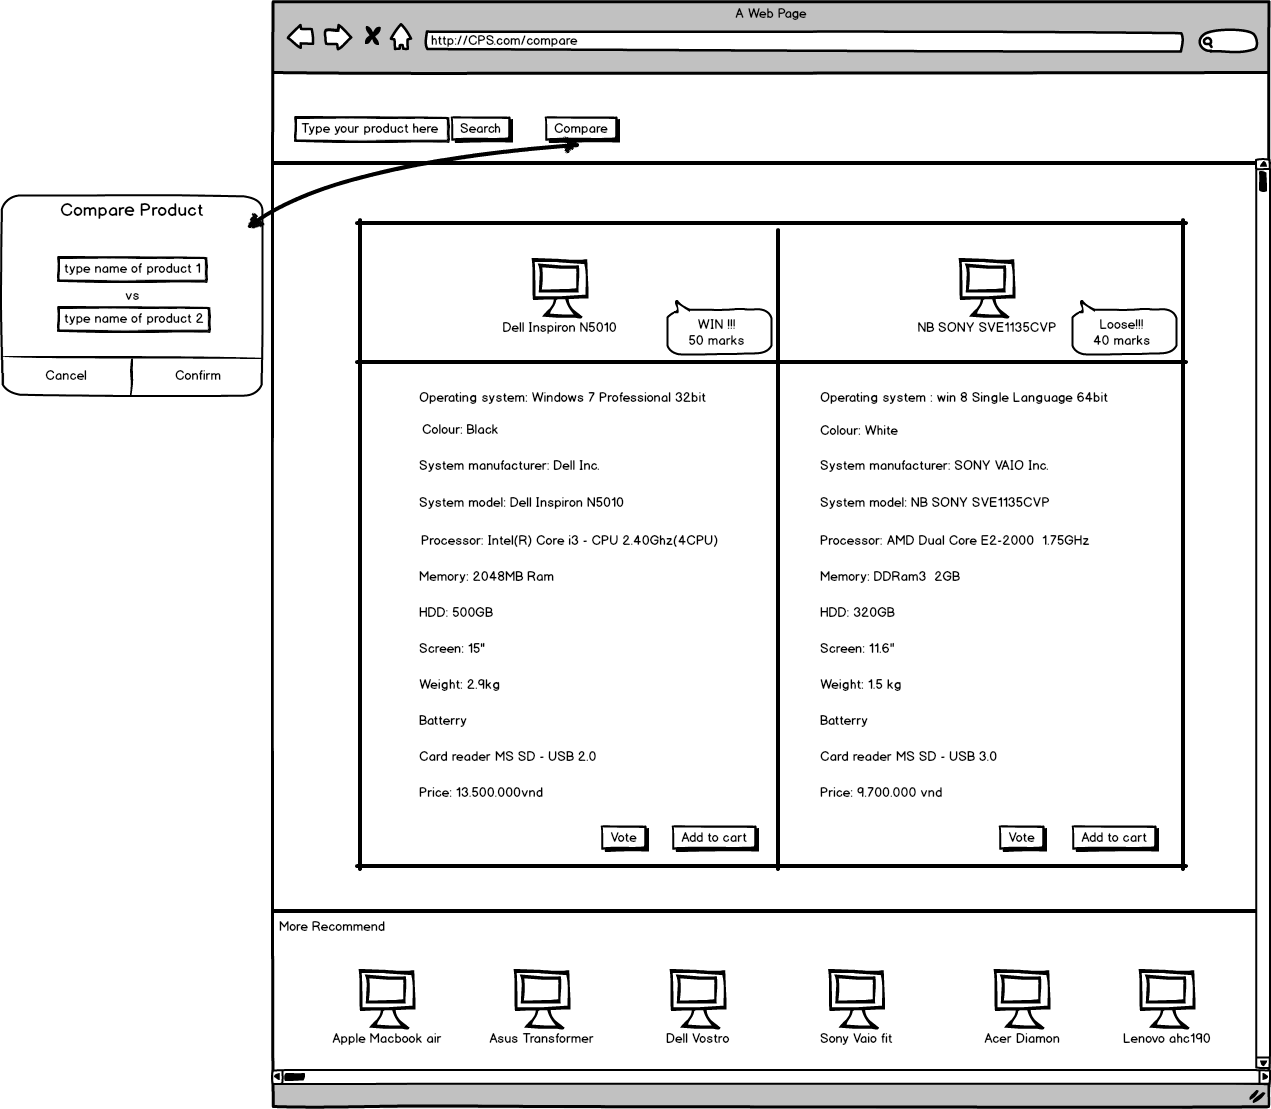 A Web Page
http://CPS.com/compare
Type your product here
Search
Compare
Compare Product
type name of product 1
vs
type name of product 2
Cancel
Confirm
Dell Inspiron N5010
WIN !!!
50 marks
NB SONY SVE1135CVP
Loose!!!
40 marks
Operating system: Windows 7 Professional 32bit
Colour: Black
System manufacturer: Dell Inc.
System model: Dell Inspiron N5010
Processor: Intel(R) Core i3 - CPU 2.40Ghz(4CPU)
Memory: 2048MB Ram
HDD: 500GB
Screen: 15"
Weight: 2.9kg
Batterry
Card reader MS SD - USB 2.0
Price: 13.500.000vnd
Vote
Add to cart
Operating system : win 8 Single Language 64bit
Colour: White
System manufacturer: SONY VAIO Inc.
System model: NB SONY SVE1135CVP
Processor: AMD Dual Core E2-2000 1.75GHz
Memory: DDRam3 2GB
HDD: 320GB
Screen: 11.6"
Weight: 1.5 kg
Batterry
Card reader MS SD - USB 3.0
Price: 9.700.000 vnd
Vote
Add to cart
More Recommend
Apple Macbook air
Asus Transformer
Dell Vostro
Sony Vaio fit
Acer Diamon
Lenovo ahc190